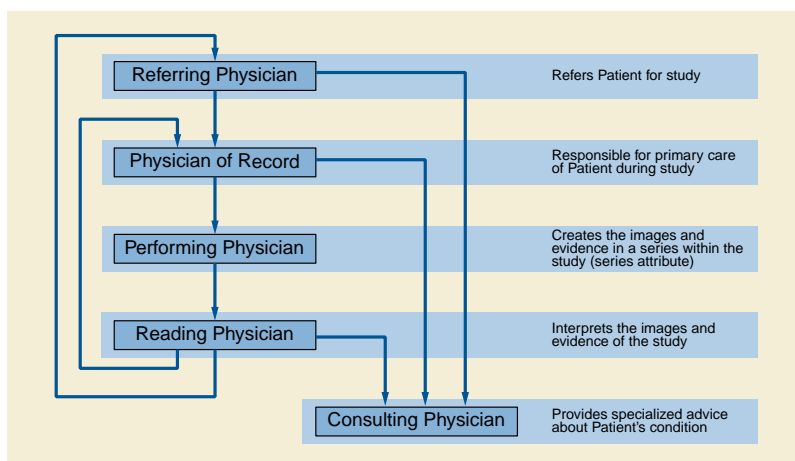 Referring Physician
Refers Patient for study
Physician of Record
Responsible for primary care
of Patient during study
Performing Physician
Creates the images and
evidence in a series within the
study (series attribute)
Reading Physician
Interprets the images and
evidence of the study
Consulting Physician
Provides specialized advice
about Patient's condition